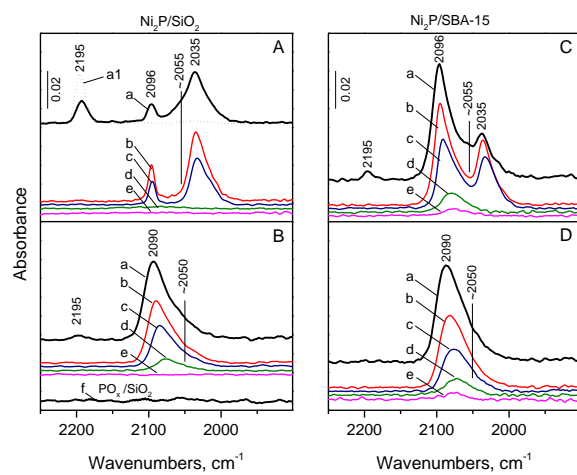 Ni₂P/SiO₂
Ni₂P/SBA-15
Absorbance
A
0.02
2195
a1
2096
~2055
2035
a
b
c
d
e
B
2195
2090
~2050
a
b
c
d
e
f POₓ/SiO₂
2200 2100 2000
Wavenumbers, cm⁻¹
C
0.02
2195
2096
~2055
2035
a
b
c
d
e
D
2090
~2050
a
b
c
d
e
2200 2100 2000
Wavenumbers, cm⁻¹